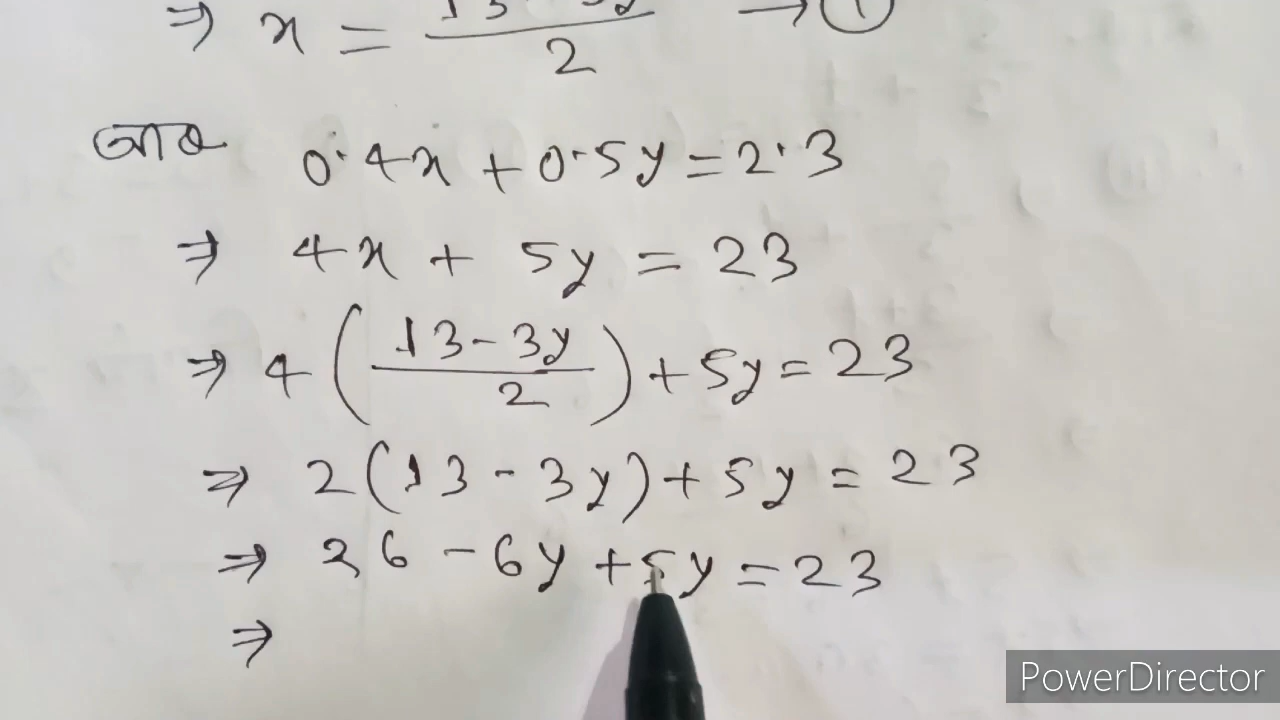 ⇒ x = 13-3y / 2 → ①
আৰু 0.4x + 0.5y = 2.3
⇒ 4x + 5y = 23
⇒ 4 ( 13-3y / 2 ) + 5y = 23
⇒ 2 (13 - 3y) + 5y = 23
⇒ 26 - 6y + 5y = 23
⇒
PowerDirector